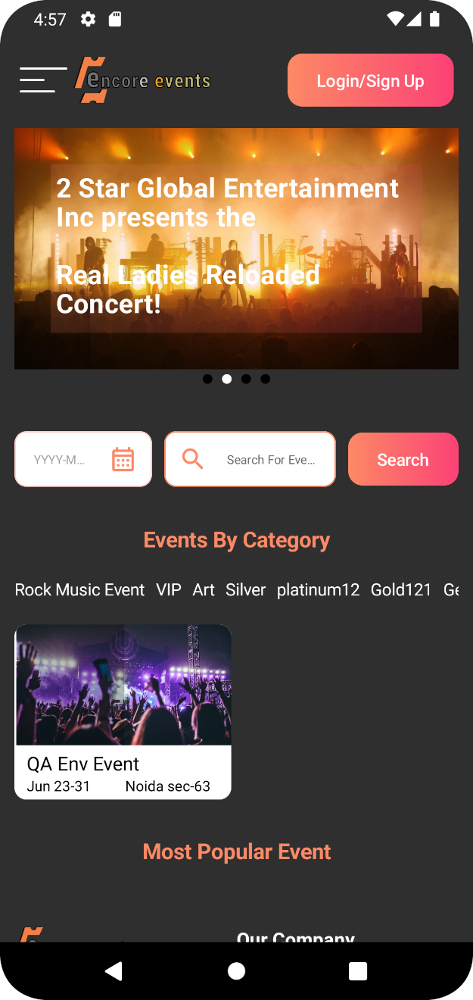 4:57
encore events
Login/Sign Up
2 Star Global Entertainment
Inc presents the
Real Ladies Reloaded
Concert!
YYYY-M...
Search For Eve...
Search
Events By Category
Rock Music Event VIP Art Silver platinum12 Gold121 Ge
QA Env Event
Jun 23-31 Noida sec-63
Most Popular Event
Our Company